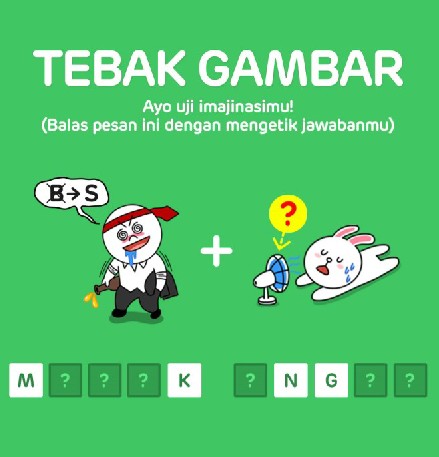 TEBAK GAMBAR
Ayo uji imajinasimu!
(Balas pesan ini dengan mengetik jawabanmu)
B→S
?
+
M ? ? ? K ? N G ? ?